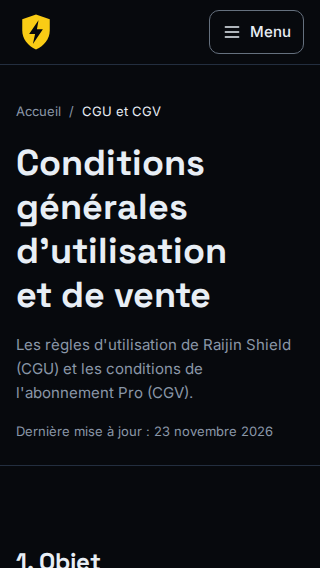 Menu
Accueil / CGU et CGV
Conditions
générales
d'utilisation
et de vente
Les règles d'utilisation de Raijin Shield
(CGU) et les conditions de
l'abonnement Pro (CGV).
Dernière mise à jour : 23 novembre 2026
1. Objet